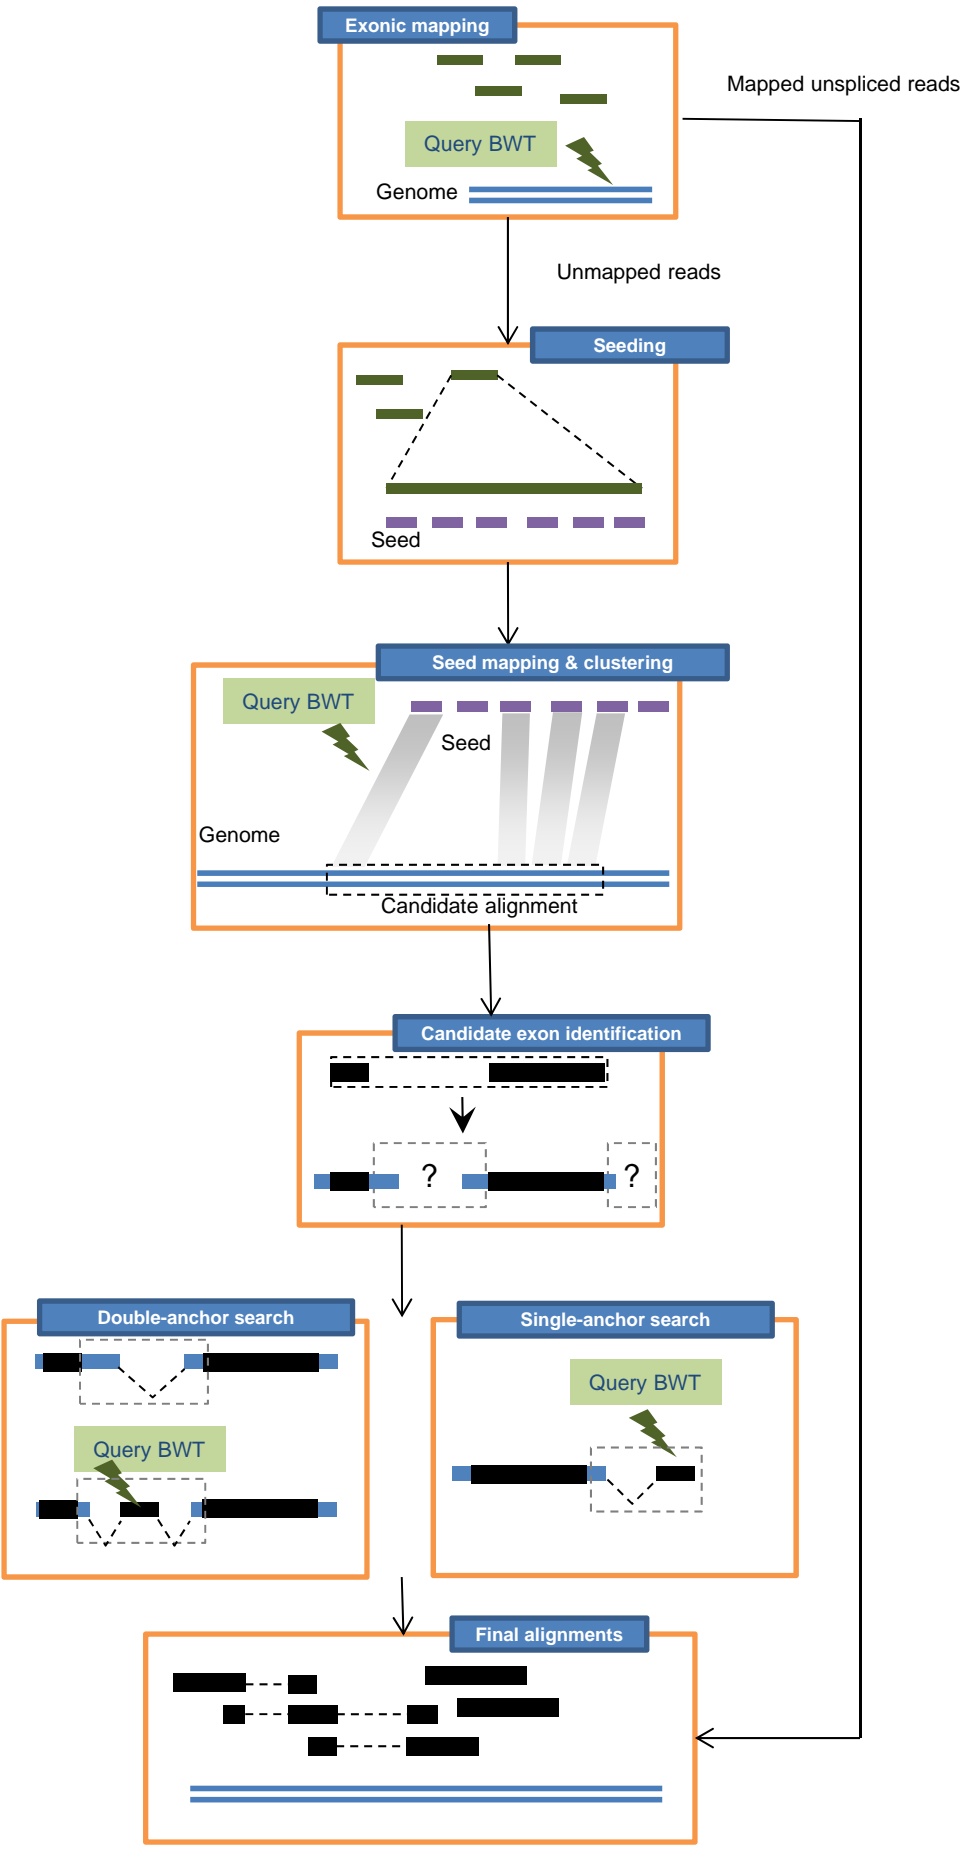 Exonic mapping
Mapped unspliced reads
Query BWT
Genome
Unmapped reads
Seeding
Seed
Seed mapping & clustering
Query BWT
Seed
Genome
Candidate alignment
Candidate exon identification
?
?
Double-anchor search
Single-anchor search
Query BWT
Query BWT
Final alignments